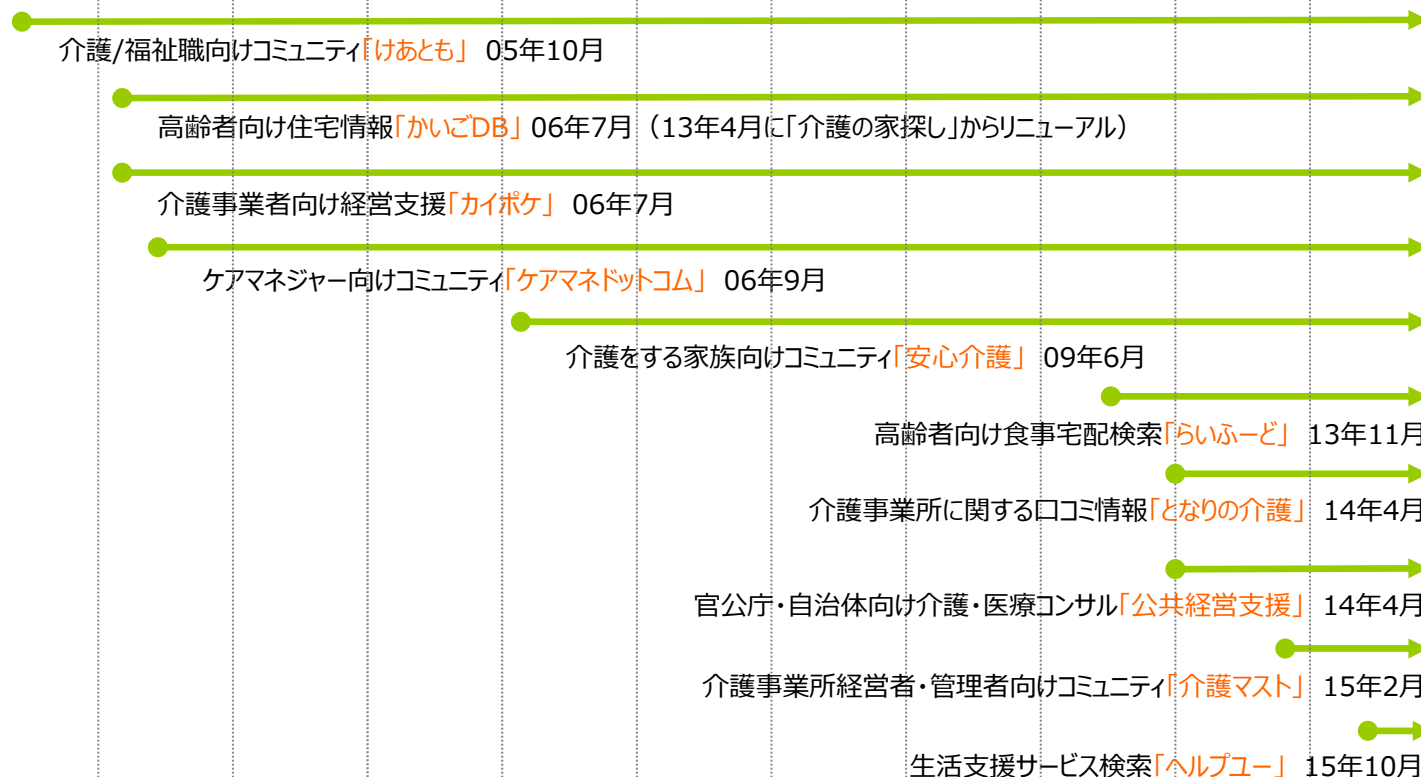 介護/福祉職向けコミュニティ「けあとも」 05年10月
高齢者向け住宅情報「かいごDB」 06年7月（13年4月に「介護の家探し」からリニューアル）
介護事業者向け経営支援「カイポケ」 06年7月
ケアマネジャー向けコミュニティ「ケアマネドットコム」 06年9月
介護をする家族向けコミュニティ「安心介護」 09年6月
高齢者向け食事宅配検索「らいふーど」 13年11月
介護事業所に関する口コミ情報「となりの介護」 14年4月
官公庁・自治体向け介護・医療コンサル「公共経営支援」 14年4月
介護事業所経営者・管理者向けコミュニティ「介護マスト」 15年2月
生活支援サービス検索「ヘルプユー」 15年10月